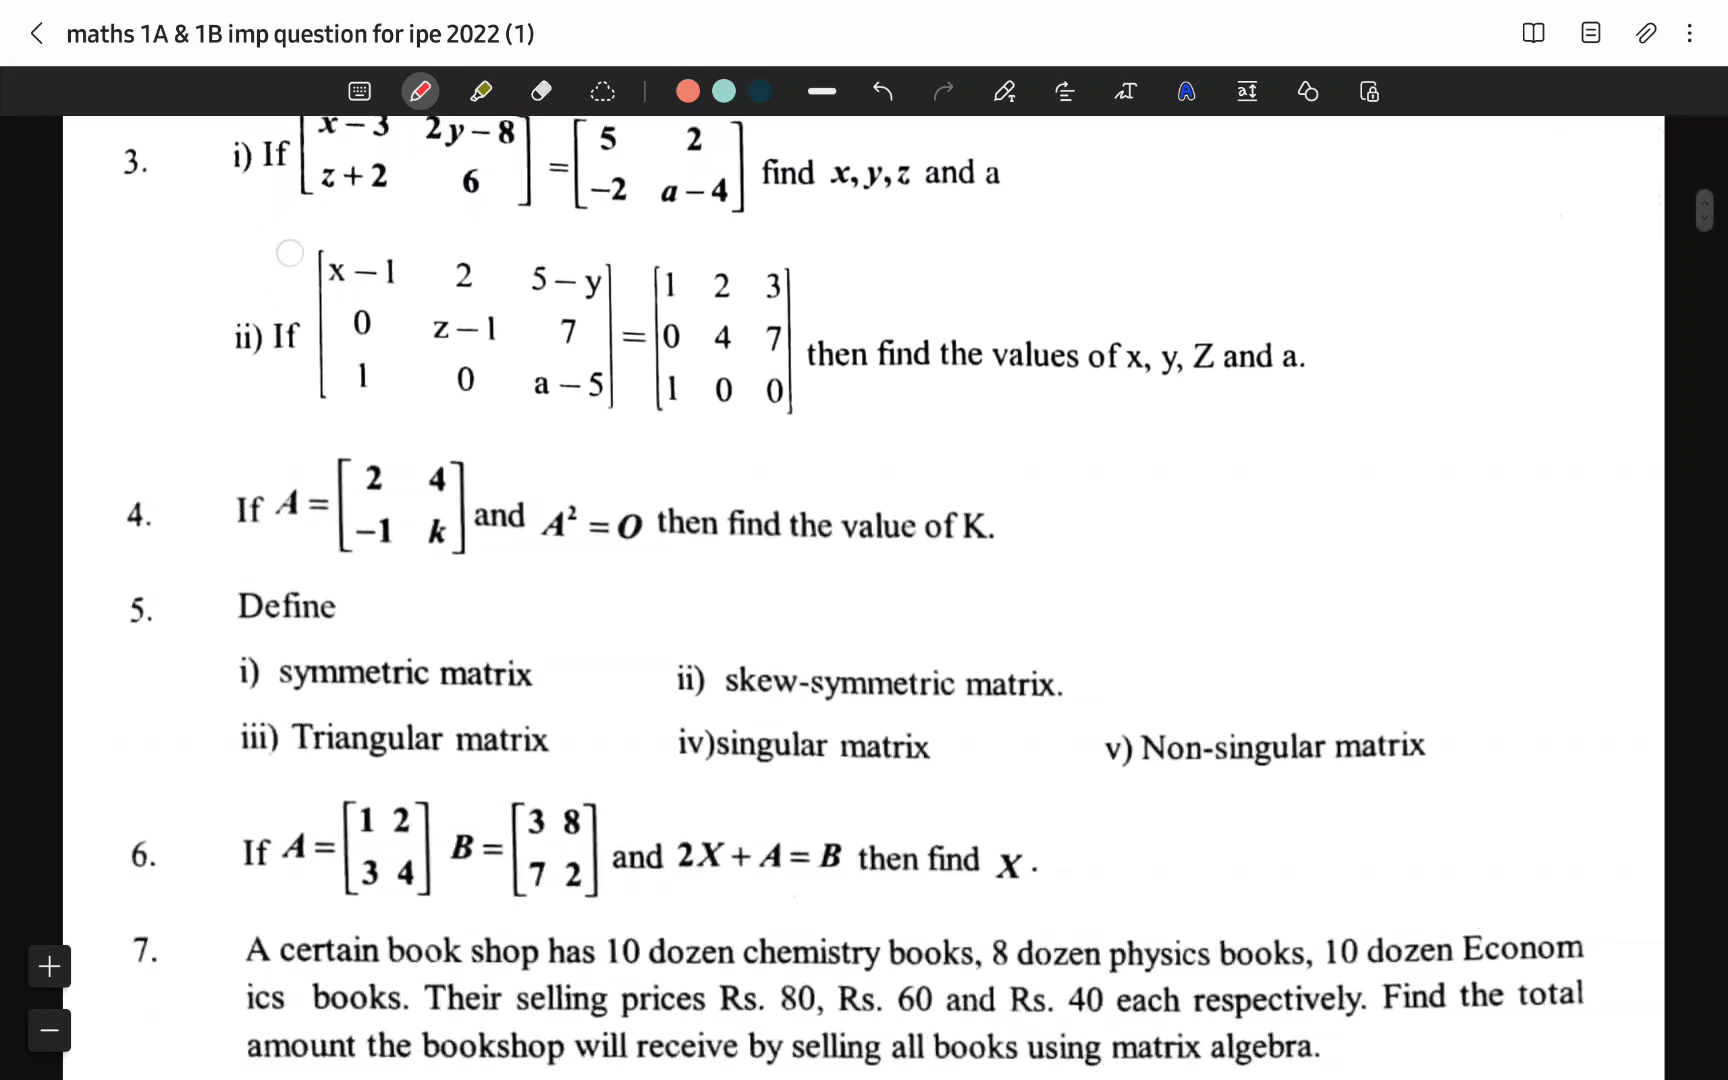 maths 1A & 1B imp question for ipe 2022 (1)
3. i) If [x – 3 2y – 8; z + 2 6] = [5 2; –2 a – 4] find x, y, z and a
ii) If [x – 1 2 5 – y; 0 z – 1 7; 1 0 a – 5] = [1 2 3; 0 4 7; 1 0 0] then find the values of x, y, Z and a.
4. If A = [2 4; –1 k] and A² = O then find the value of K.
5. Define
i) symmetric matrix ii) skew-symmetric matrix.
iii) Triangular matrix iv)singular matrix v) Non-singular matrix
6. If A = [1 2; 3 4] B = [3 8; 7 2] and 2X + A = B then find X .
7. A certain book shop has 10 dozen chemistry books, 8 dozen physics books, 10 dozen Econom
ics books. Their selling prices Rs. 80, Rs. 60 and Rs. 40 each respectively. Find the total
amount the bookshop will receive by selling all books using matrix algebra.